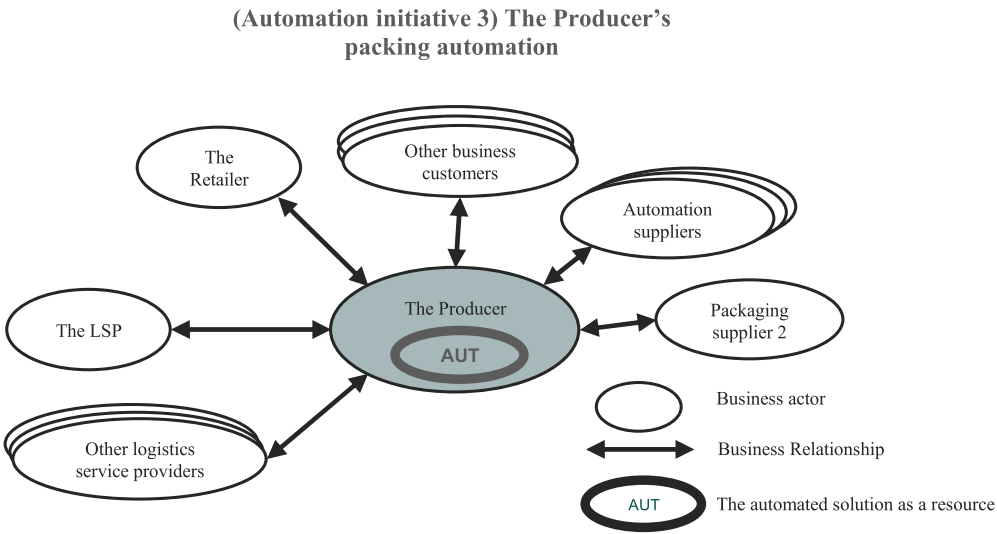 (Automation initiative 3) The Producer’s
packing automation
The
Retailer
Other business
customers
Automation
suppliers
The Producer
AUT
The LSP
Packaging
supplier 2
Other logistics
service providers
Business actor
Business Relationship
AUT
The automated solution as a resource